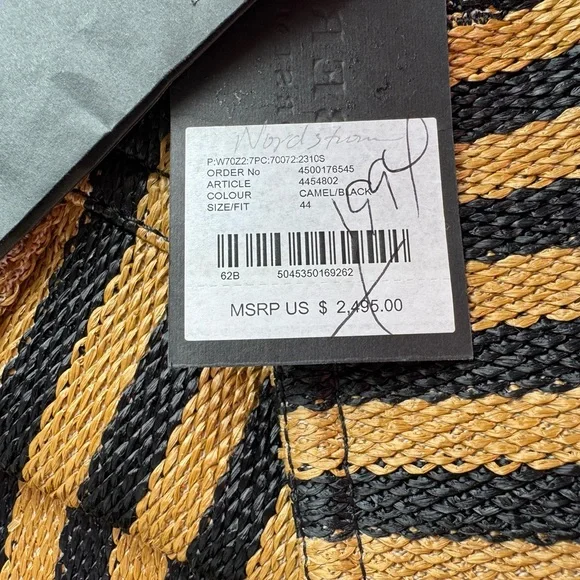 Nordstrom
P:W70Z2:7PC:70072:2310S
ORDER No 4500176545
ARTICLE 4454802
COLOUR CAMEL/BLACK
SIZE/FIT 44
62B 5045350169262
MSRP US $ 2,495.00